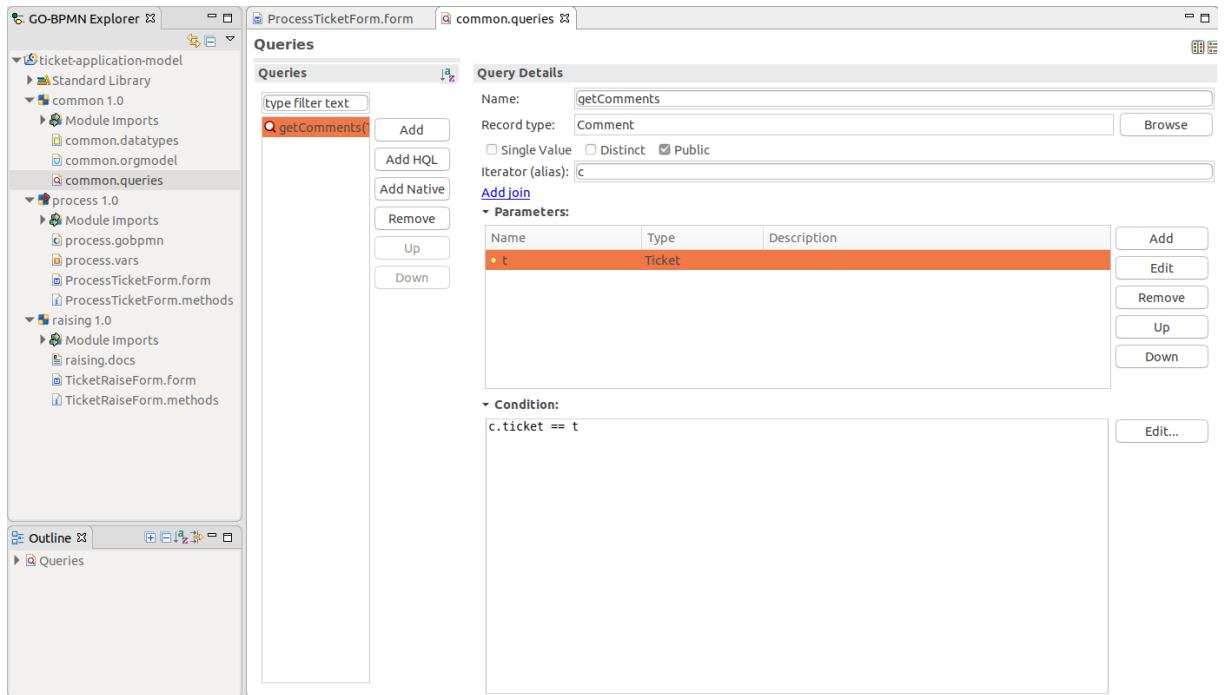 GO-BPMN Explorer
ticket-application-model
Standard Library
common 1.0
Module Imports
common.datatypes
common.orgmodel
common.queries
process 1.0
Module Imports
process.gobpmn
process.vars
ProcessTicketForm.form
ProcessTicketForm.methods
raising 1.0
Module Imports
raising.docs
TicketRaiseForm.form
TicketRaiseForm.methods
Outline
Queries
ProcessTicketForm.form
common.queries
Queries
Queries
type filter text
getComments(
Add
Add HQL
Add Native
Remove
Up
Down
Query Details
Name: getComments
Record type: Comment Browse
Single Value Distinct Public
Iterator (alias): c
Add join
Parameters:
Name Type Description
t Ticket
Add
Edit
Remove
Up
Down
Condition:
c.ticket == t
Edit...